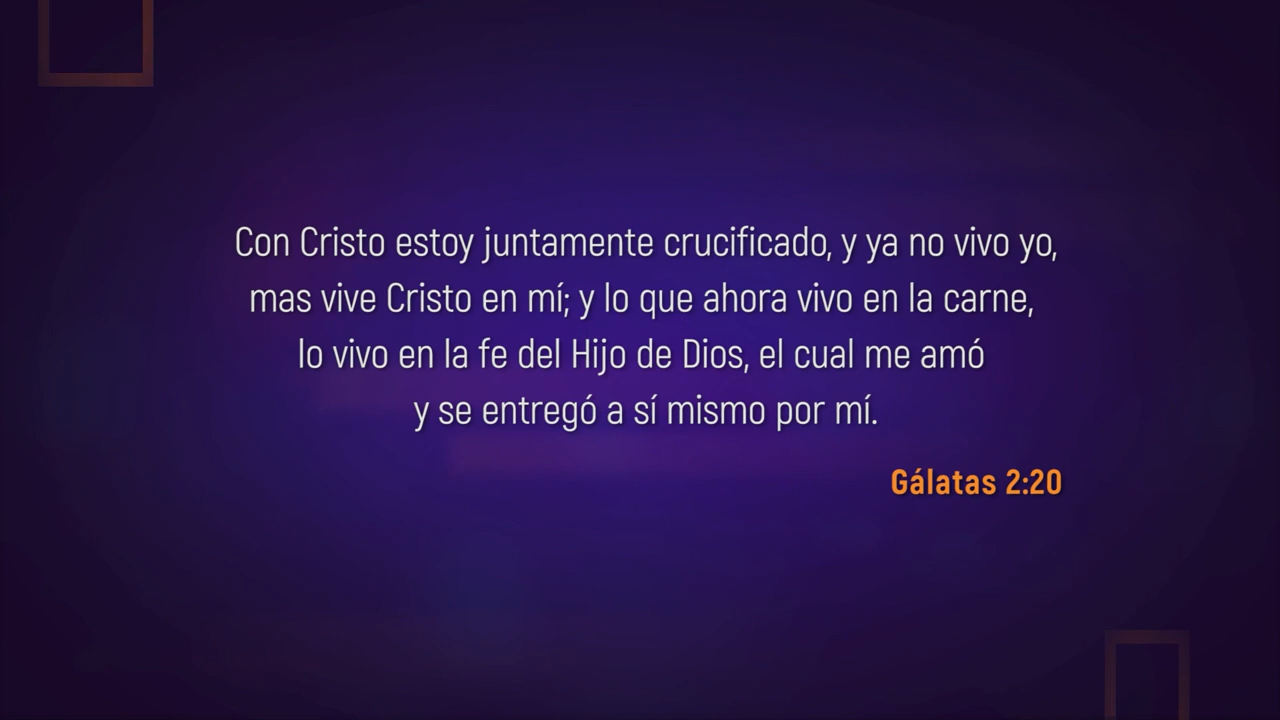 Con Cristo estoy juntamente crucificado, y ya no vivo yo,
mas vive Cristo en mí; y lo que ahora vivo en la carne,
lo vivo en la fe del Hijo de Dios, el cual me amó
y se entregó a sí mismo por mí.
Gálatas 2:20